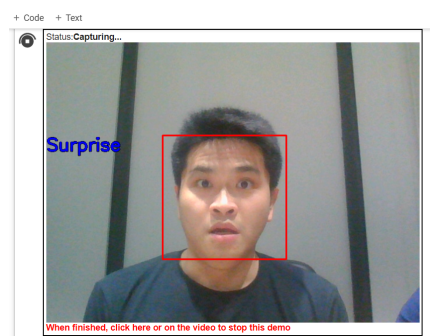 + Code + Text
Status:Capturing...
Surprise
When finished, click here or on the video to stop this demo